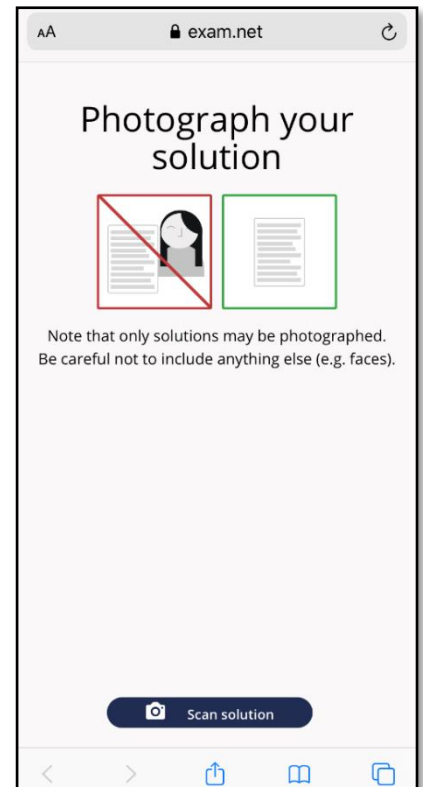 AA
exam.net
Photograph your
solution
Note that only solutions may be photographed.
Be careful not to include anything else (e.g. faces).
Scan solution